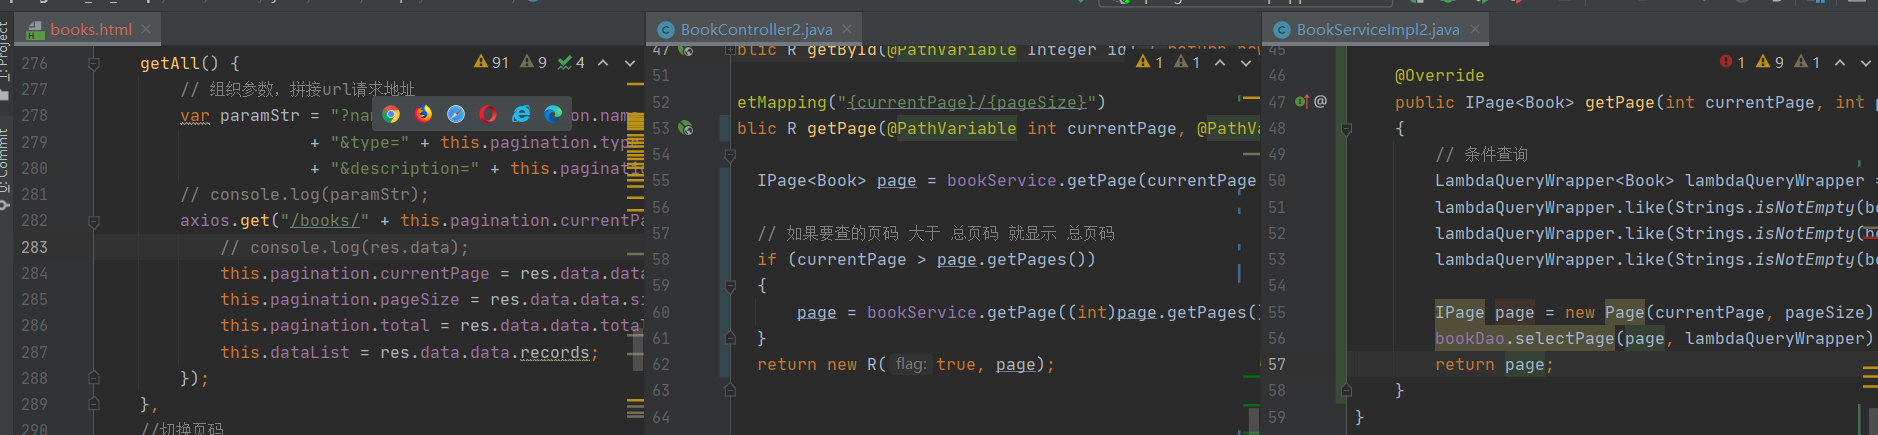 1: Project
0: Commit
books.html
276 getAll() {
91 9 4
277 // 组织参数, 拼接url请求地址
278 var paramStr = "?na on.name
279 + "&type=" + this.pagination.type
280 + "&description=" + this.paginati
281 // console.log(paramStr);
282 axios.get("/books/" + this.pagination.currentPa
283 // console.log(res.data);
284 this.pagination.currentPage = res.data.data
285 this.pagination.pageSize = res.data.data.si
286 this.pagination.total = res.data.data.total
287 this.dataList = res.data.data.records;
288 });
289 },
290 //切换页码
BookController2.java
47 blic R getById(@PathVariable Integer id)
1 1
51
52 etMapping("{currentPage}/{pageSize}")
53 blic R getPage(@PathVariable int currentPage, @PathVa
54
55 IPage<Book> page = bookService.getPage(currentPage
56
57 // 如果要查的页码 大于 总页码 就显示 总页码
58 if (currentPage > page.getPages())
59 {
60 page = bookService.getPage((int)page.getPages()
61 }
62 return new R( flag: true, page);
63
64
BookServiceImpl2.java
45
1 9 1
46 @Override
47 @ public IPage<Book> getPage(int currentPage, int p
48 {
49 // 条件查询
50 LambdaQueryWrapper<Book> lambdaQueryWrapper =
51 lambdaQueryWrapper.like(Strings.isNotEmpty(bo
52 lambdaQueryWrapper.like(Strings.isNotEmpty(bo
53 lambdaQueryWrapper.like(Strings.isNotEmpty(bo
54
55 IPage page = new Page(currentPage, pageSize)
56 bookDao.selectPage(page, lambdaQueryWrapper)
57 return page;
58 }
59 }